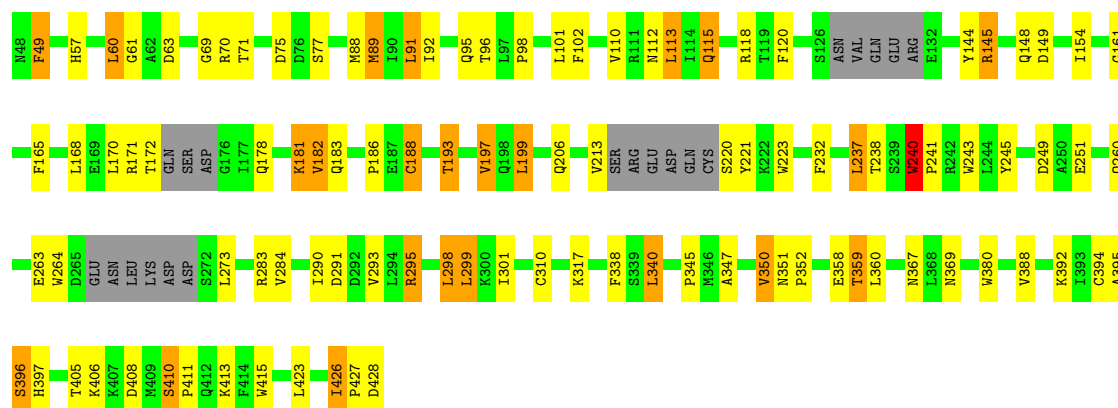 N48 F49 H57 L60 G61 A62 D63 G69 R70 T71 D75 D76 S77 M88 M89 I90 L91 I92 Q95 T96 L97 P98 L101 F102 V110 R111 N112 L113 I114 Q115 R118 T119 F120 S126 ASN VAL GLN GLU ARG E132 Y144 R145 Q148 D149 I154
F165 L168 E169 L170 R171 T172 GLN SER ASP G176 I177 Q178 K181 V182 Q183 P186 E187 C188 T193 V197 Q198 L199 Q206 V213 SER ARG GLU ASP GLN CYS S220 Y221 K222 W223 F232 L237 T238 S239 W240 P241 R242 W243 L244 Y245 D249 A250 E251
E263 W264 D265 GLU ASN LEU LYS ASP ASP S272 L273 R283 V284 I290 D291 D292 V293 L294 R295 L298 L299 K300 I301 C310 K317 F338 S339 L340 P345 M346 A347 V350 N351 P352 E358 T359 L360 N367 L368 N369 W380 V388 K392 I393 C394
S396 H397 T405 K406 K407 D408 M409 S410 P411 Q412 K413 F414 W415 L423 I426 P427 D428